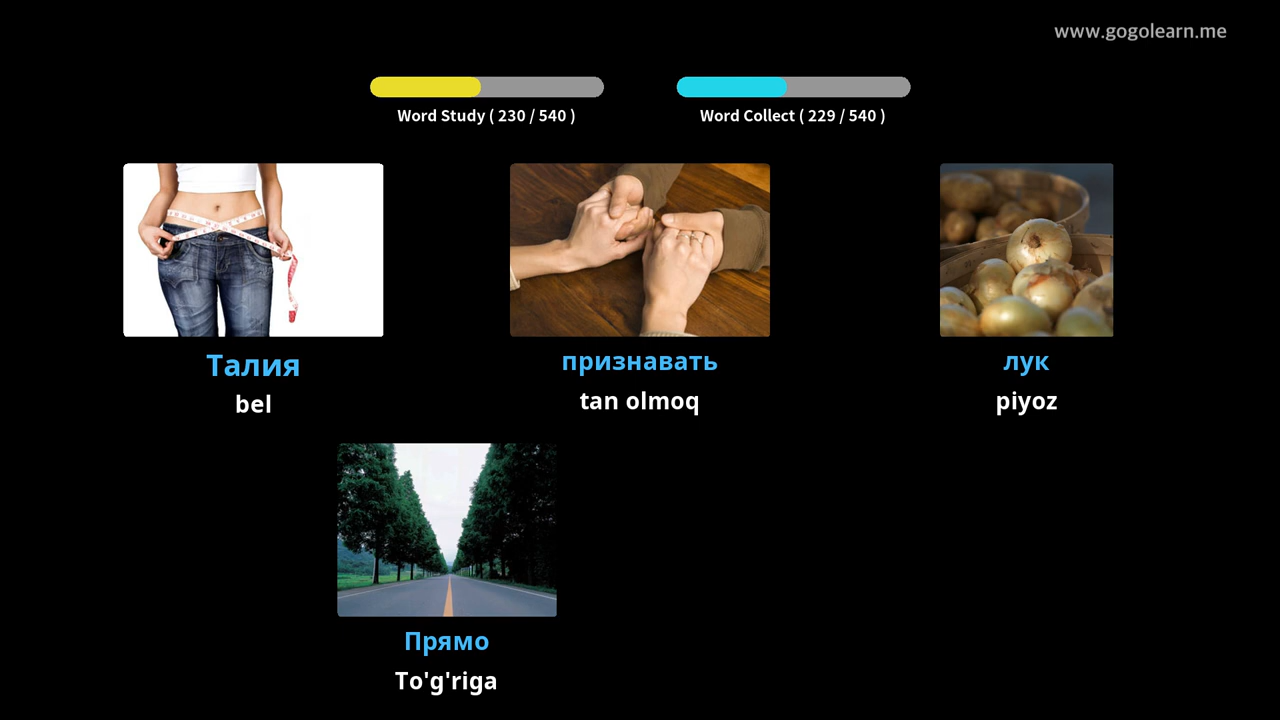 www.gogolearn.me
Word Study ( 230 / 540 )
Word Collect ( 229 / 540 )
Талия
bel
признавать
tan olmoq
лук
piyoz
Прямо
To'g'riga